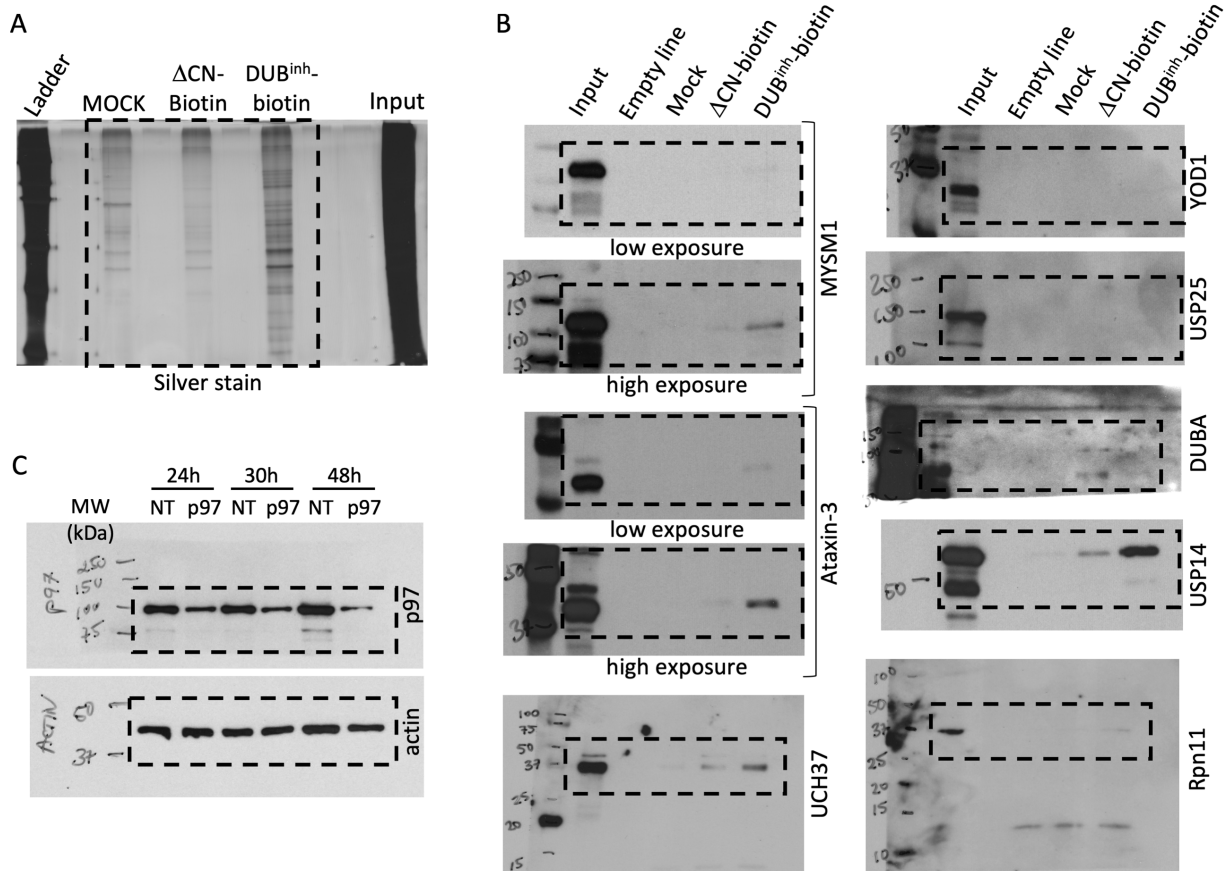 A
Ladder
MOCK
ΔCN-
Biotin
DUBinh-
biotin
Input
Silver stain
B
Input
Empty line
Mock
ΔCN-biotin
DUBinh-biotin
low exposure
250
150
100
75
high exposure
MYSM1
low exposure
50
37
high exposure
Ataxin-3
100
75
50
37
25
20
15
UCH37
Input
Empty line
Mock
ΔCN-biotin
DUBinh-biotin
50
37
YOD1
250
150
100
USP25
150
100
DUBA
50
USP14
100
50
37
25
20
15
10
Rpn11
C
24h
30h
48h
MW
(kDa)
NT
p97
NT
p97
NT
p97
P97
250
150
100
75
p97
ACTIN
37
actin